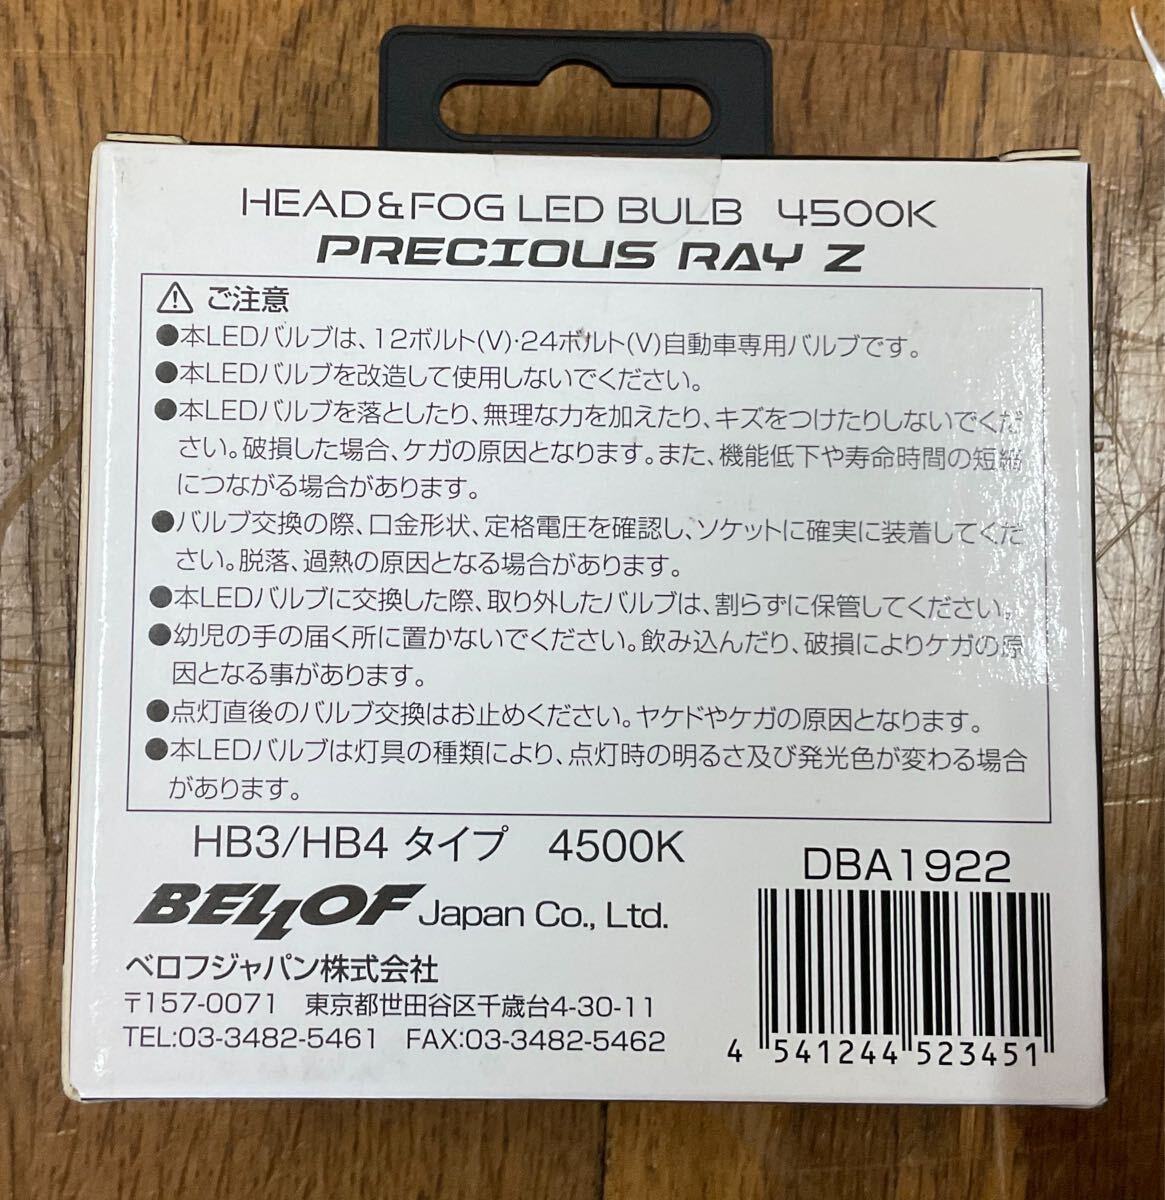 HEAD&FOG LED BULB 4500K
PRECIOUS RAY Z
⚠ ご注意
●本LEDバルブは、12ボルト(V)・24ボルト(V)自動車専用バルブです。
●本LEDバルブを改造して使用しないでください。
●本LEDバルブを落としたり、無理な力を加えたり、キズをつけたりしないでくだ
さい。破損した場合、ケガの原因となります。また、機能低下や寿命時間の短縮
につながる場合があります。
●バルブ交換の際、口金形状、定格電圧を確認し、ソケットに確実に装着してくだ
さい。脱落、過熱の原因となる場合があります。
●本LEDバルブに交換した際、取り外したバルブは、割らずに保管してください。
●幼児の手の届く所に置かないでください。飲み込んだり、破損によりケガの原
因となる事があります。
●点灯直後のバルブ交換はお止めください。ヤケドやケガの原因となります。
●本LEDバルブは灯具の種類により、点灯時の明るさ及び発光色が変わる場合
があります。
HB3/HB4 タイプ 4500K
DBA1922
BELLOF Japan Co., Ltd.
ベロフジャパン株式会社
〒157-0071 東京都世田谷区千歳台4-30-11
TEL:03-3482-5461 FAX:03-3482-5462
4 541244 523451